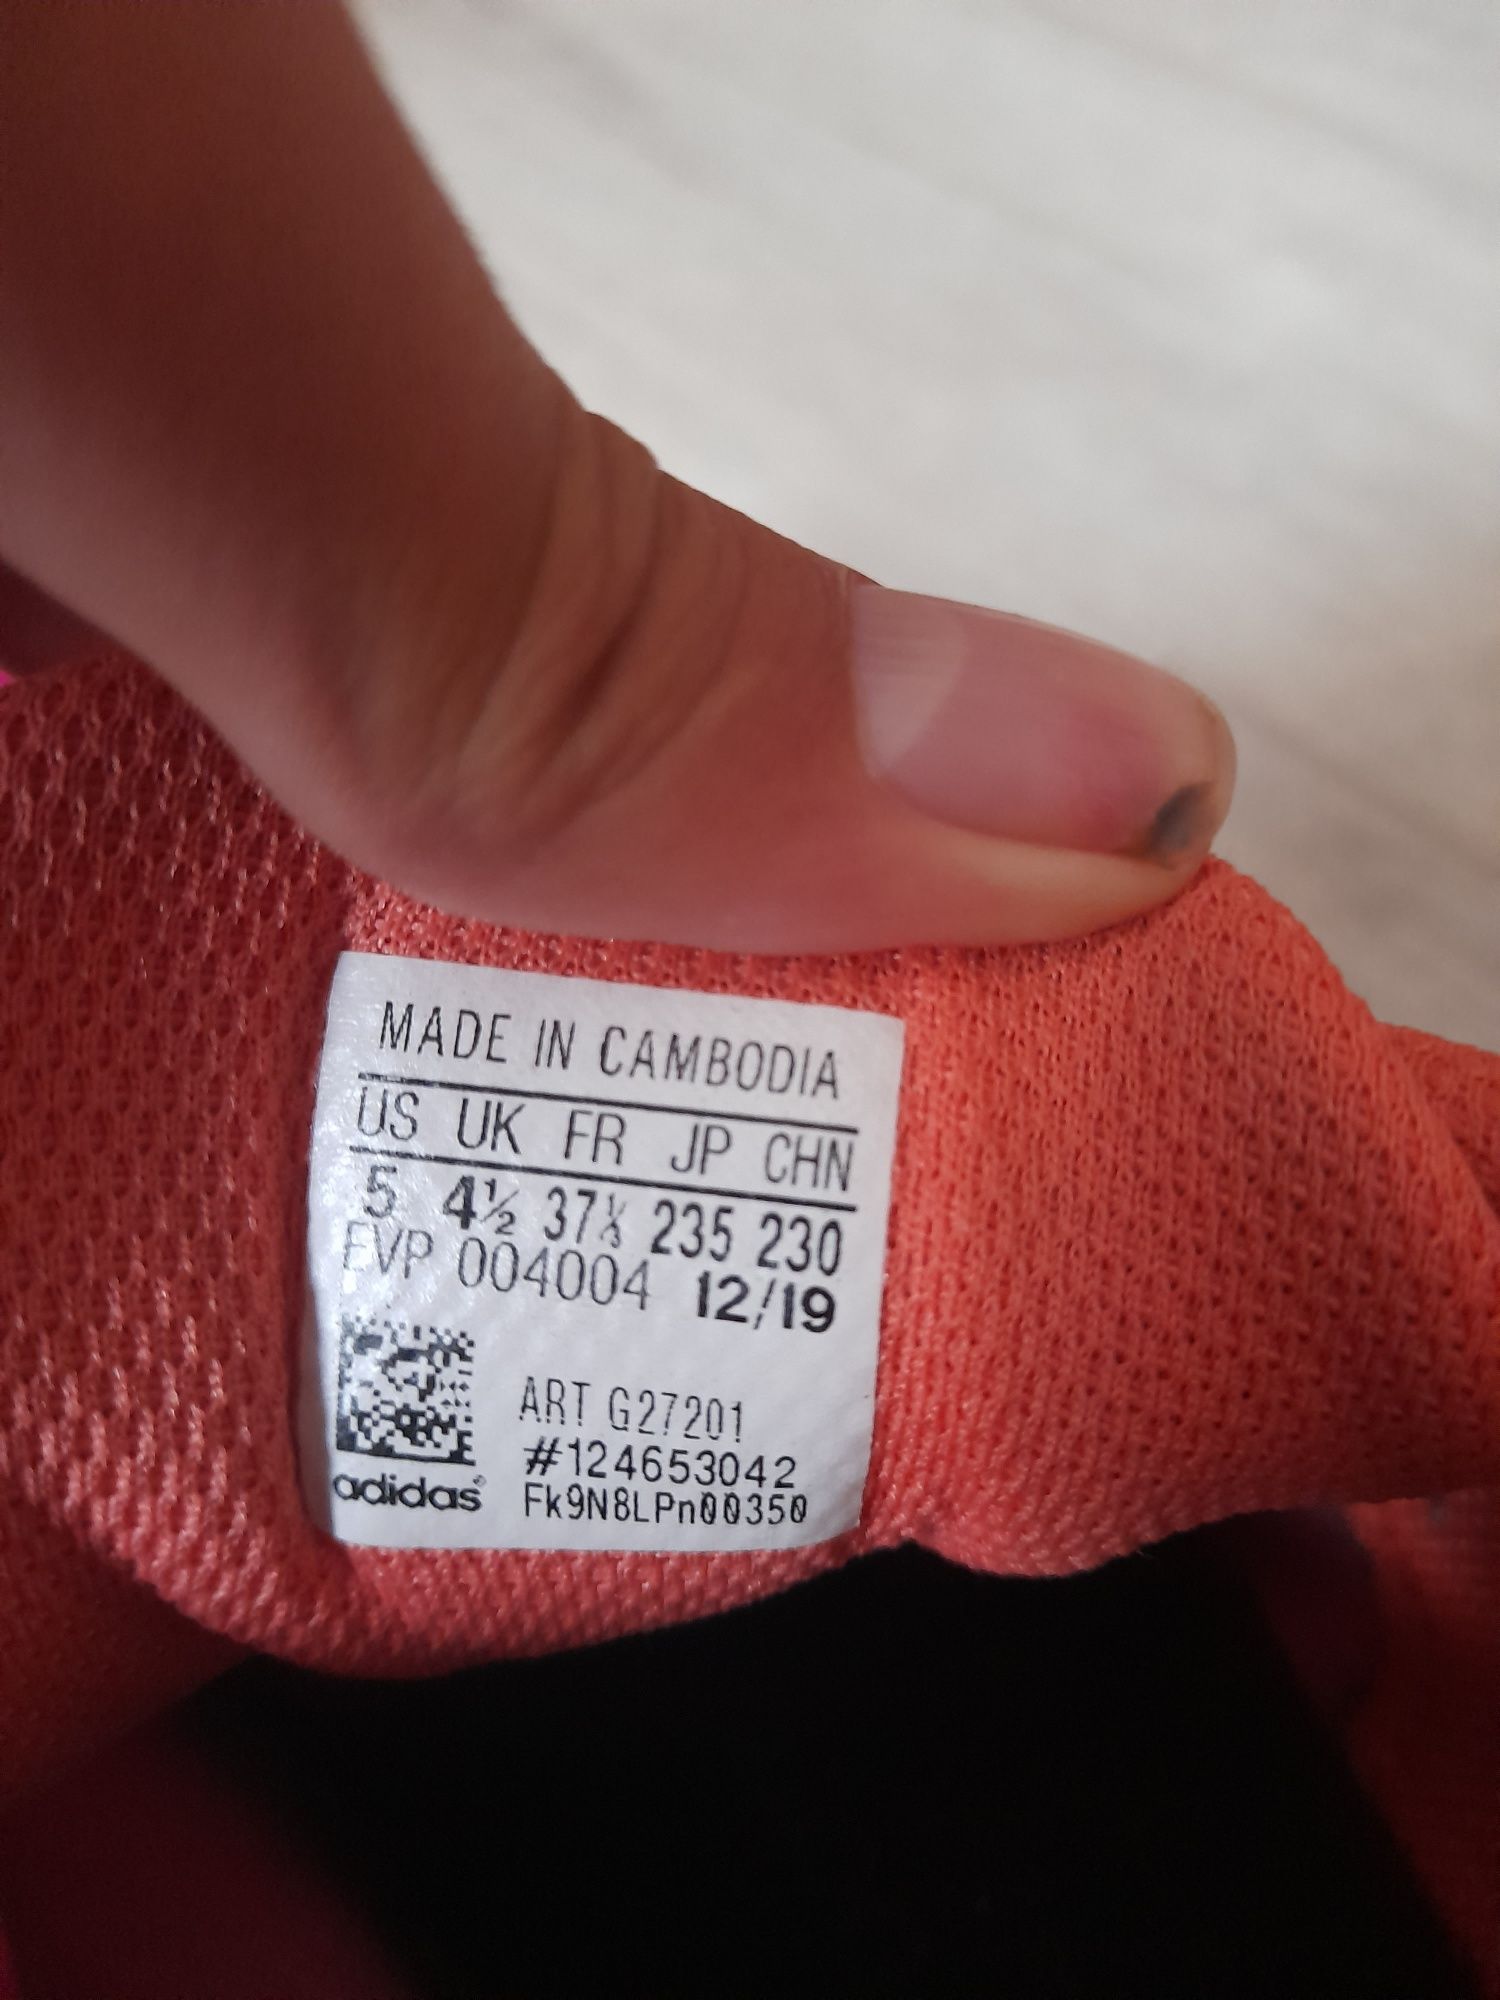 MADE IN CAMBODIA
US UK FR JP CHN
5 4½ 37⅓ 235 230
EVP 004004 12/19
ART G27201
#124653042
adidas® Fk9N8LPn00350